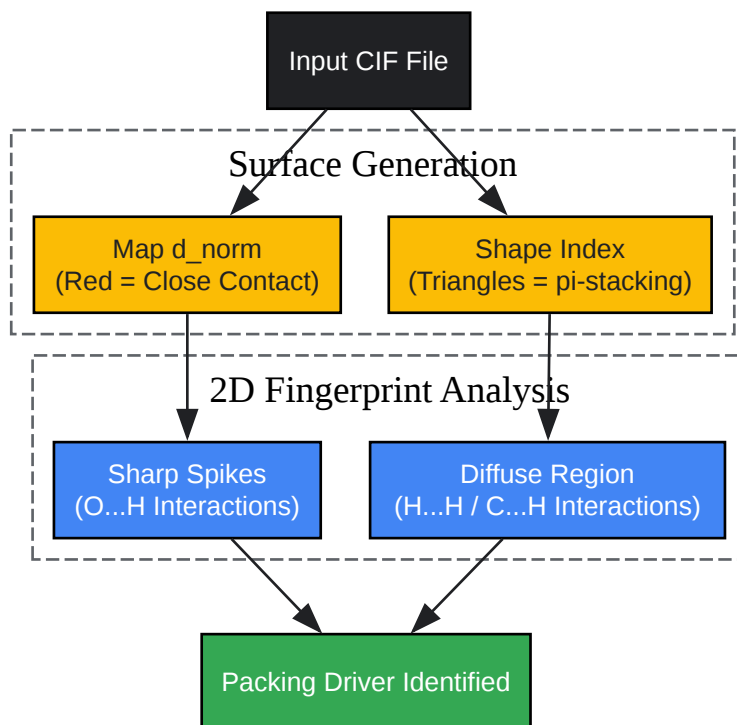 Input CIF File
Surface Generation
Map d_norm
(Red = Close Contact)
Shape Index
(Triangles = pi-stacking)
2D Fingerprint Analysis
Sharp Spikes
(O...H Interactions)
Diffuse Region
(H...H / C...H Interactions)
Packing Driver Identified